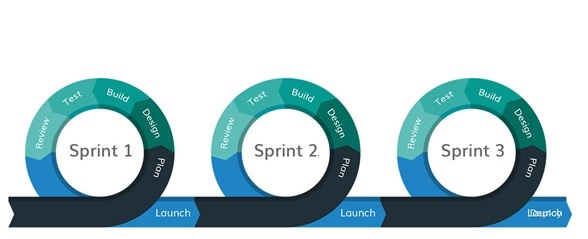 Review
Test
Build
Design
Plan
Sprint 1
Launch
Review
Test
Build
Design
Plan
Sprint 2.
Launch
Review
Test
Build
Design
Plan
Sprint 3